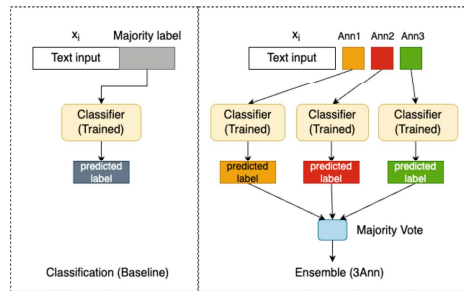 xi
Majority label
Text input
Classifier
(Trained)
predicted
label
Classification (Baseline)
xi
Ann1
Ann2
Ann3
Text input
Classifier
(Trained)
Classifier
(Trained)
Classifier
(Trained)
predicted
label
predicted
label
predicted
label
Majority Vote
Ensemble (3Ann)